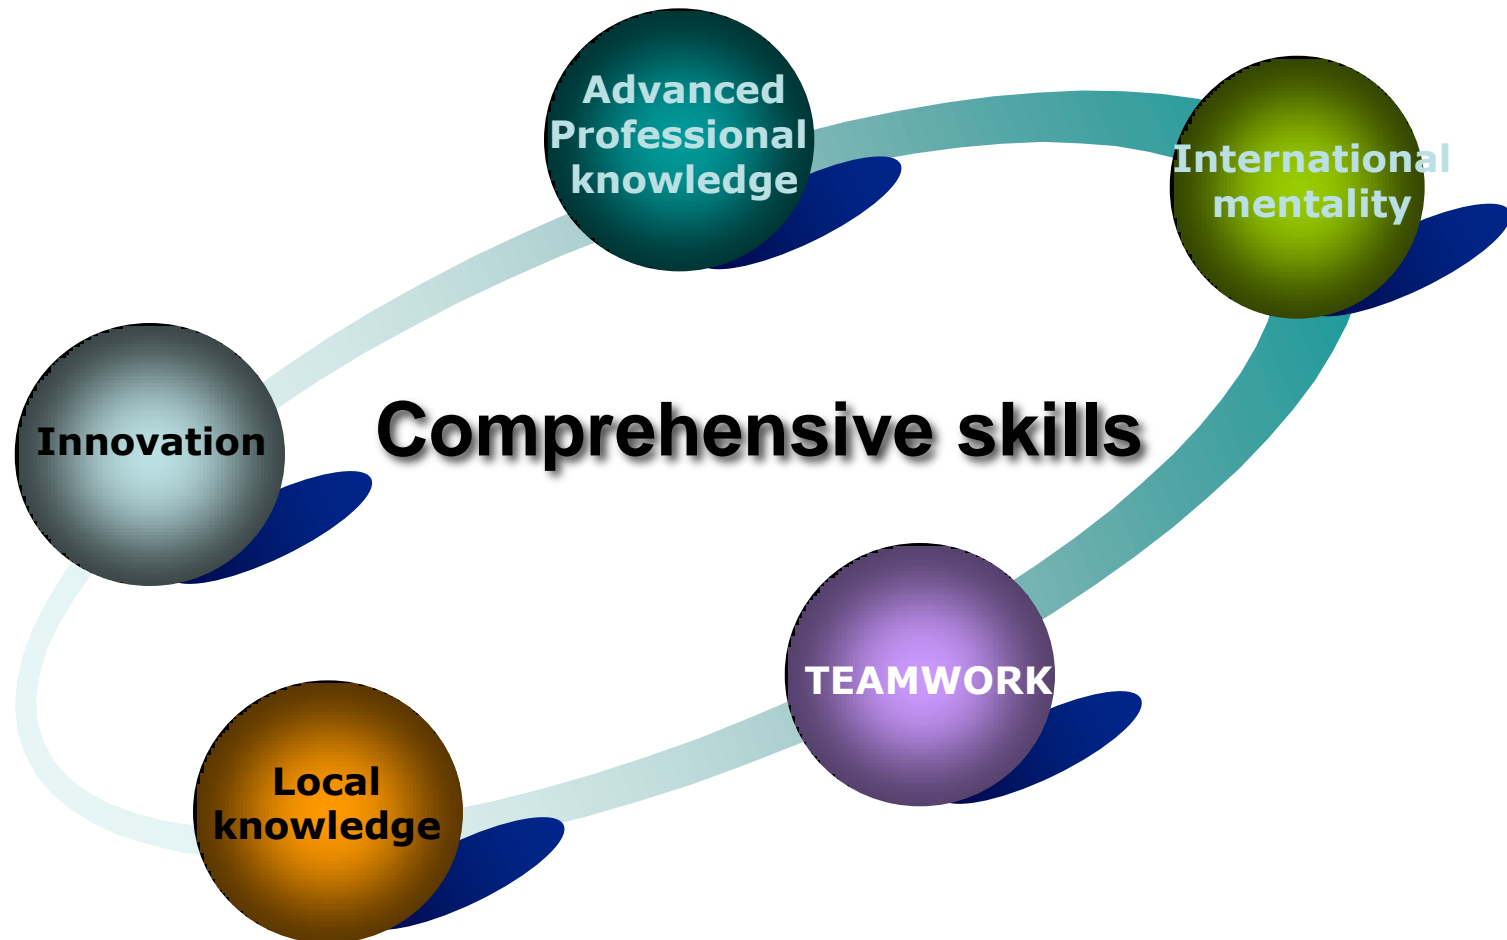 Advanced
Professional
knowledge
International
mentality
Innovation
Comprehensive skills
TEAMWORK
Local
knowledge